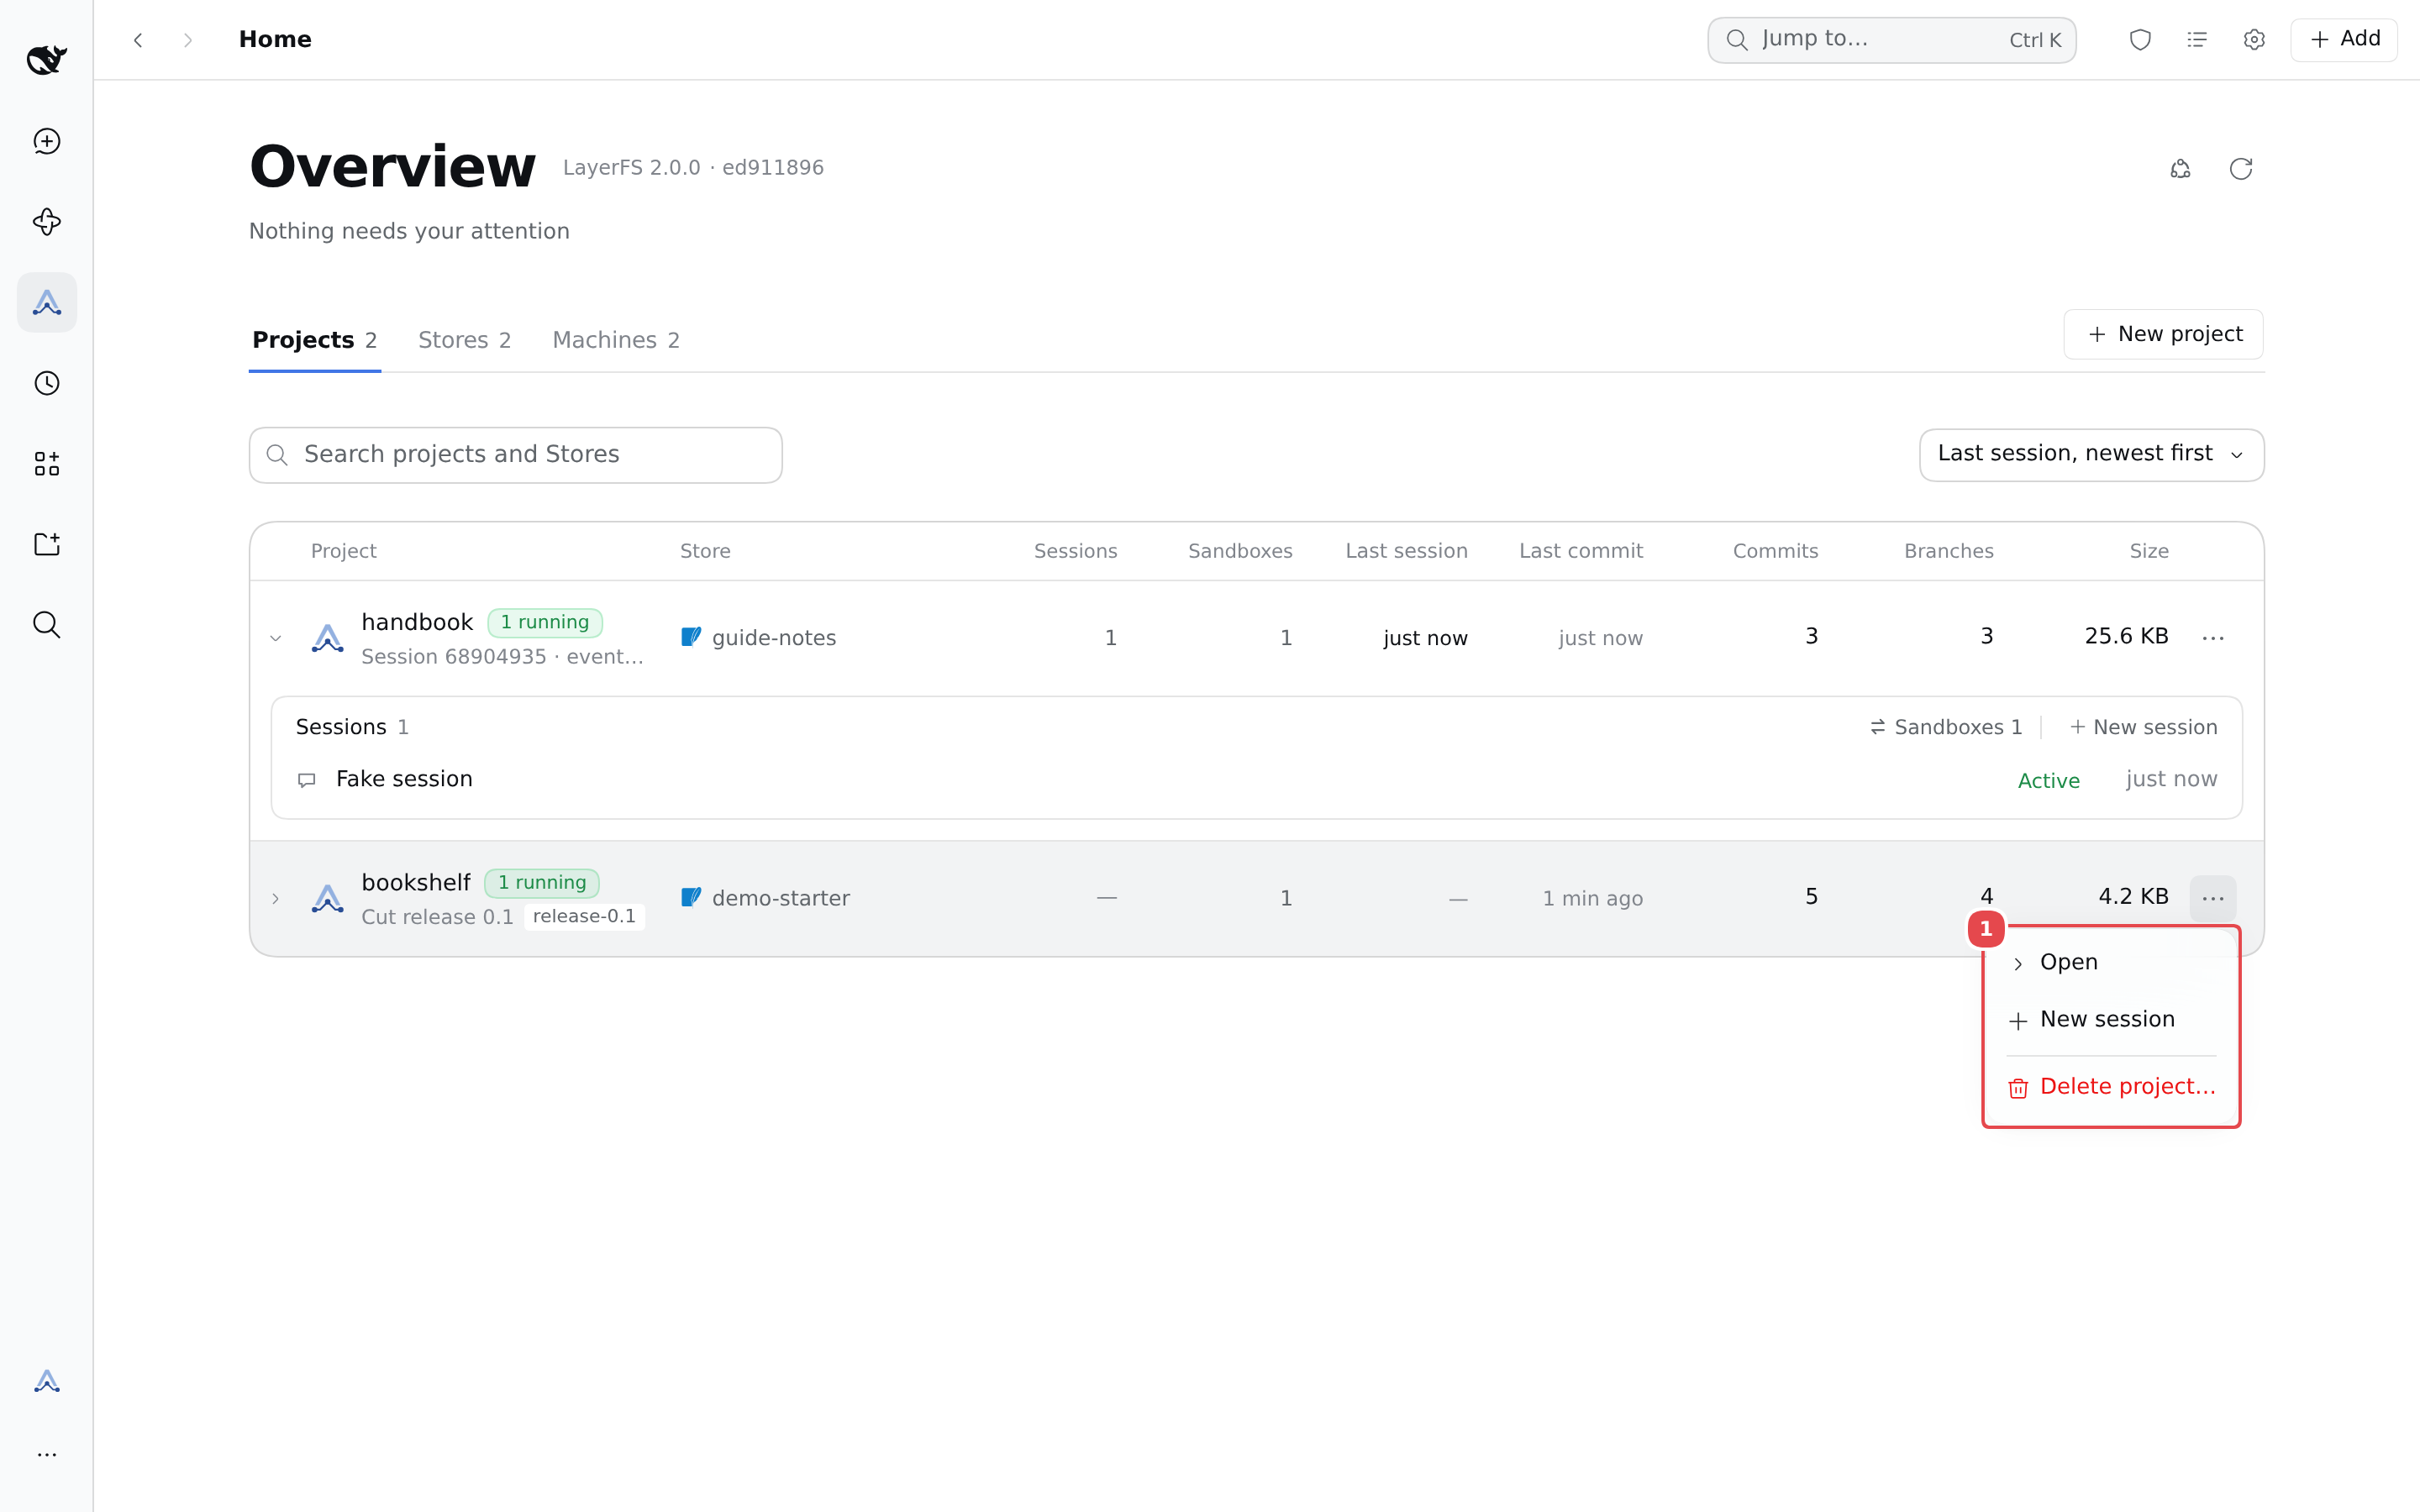 Home
Jump to...
Ctrl K
Add
Overview LayerFS 2.0.0 · ed911896
Nothing needs your attention
Projects 2 Stores 2 Machines 2
New project
Search projects and Stores
Last session, newest first
Project Store Sessions Sandboxes Last session Last commit Commits Branches Size
handbook 1 running
Session 68904935 · event...
guide-notes 1 1 just now just now 3 3 25.6 KB
Sessions 1
Sandboxes 1
New session
Fake session
Active just now
bookshelf 1 running
Cut release 0.1 release-0.1
demo-starter — 1 — 1 min ago 5 4 4.2 KB
1
Open
New session
Delete project...